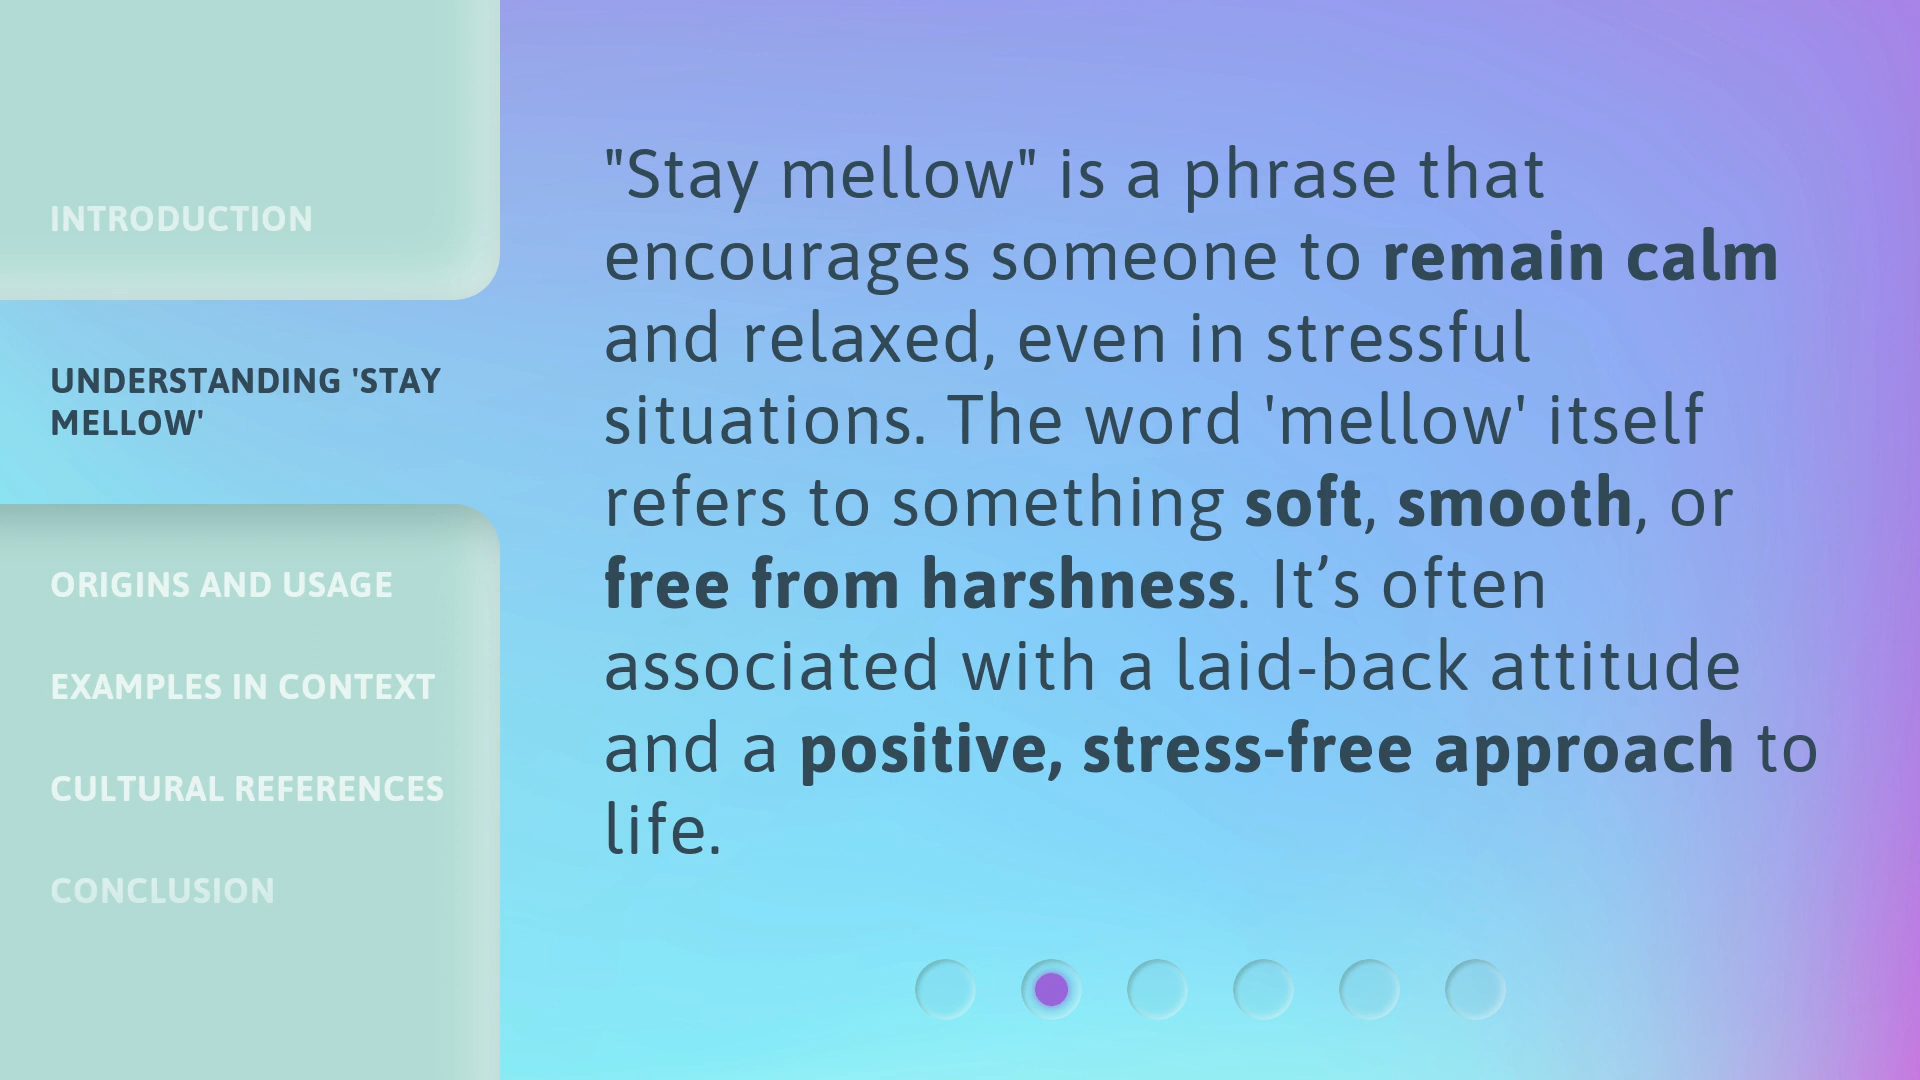 INTRODUCTION
UNDERSTANDING 'STAY
MELLOW'
ORIGINS AND USAGE
EXAMPLES IN CONTEXT
CULTURAL REFERENCES
CONCLUSION
"Stay mellow" is a phrase that
encourages someone to remain calm
and relaxed, even in stressful
situations. The word 'mellow' itself
refers to something soft, smooth, or
free from harshness. It’s often
associated with a laid-back attitude
and a positive, stress-free approach to
life.